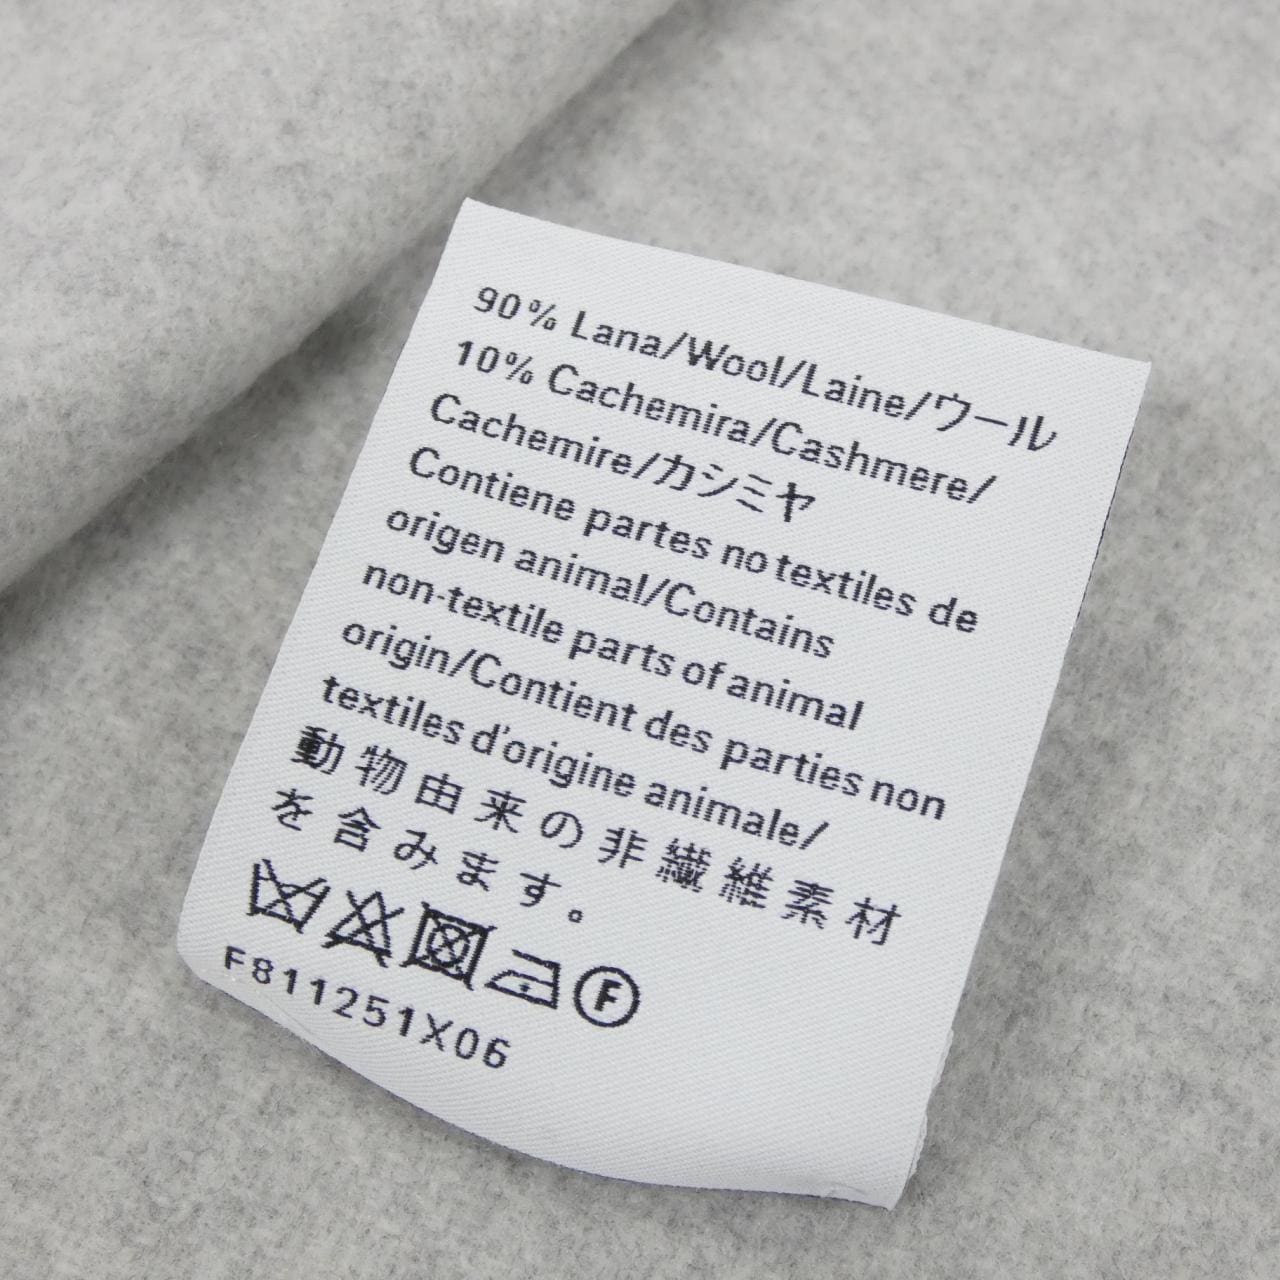 90% Lana/Wool/Laine/ウール
10% Cachemira/Cashmere/
Cachemire/カシミヤ
Contiene partes no textiles de
origen animal/Contains
non-textile parts of animal
origin/Contient des parties non
textiles d'origine animale/
動物由来の非繊維素材
を含みます。
F
F811251X06